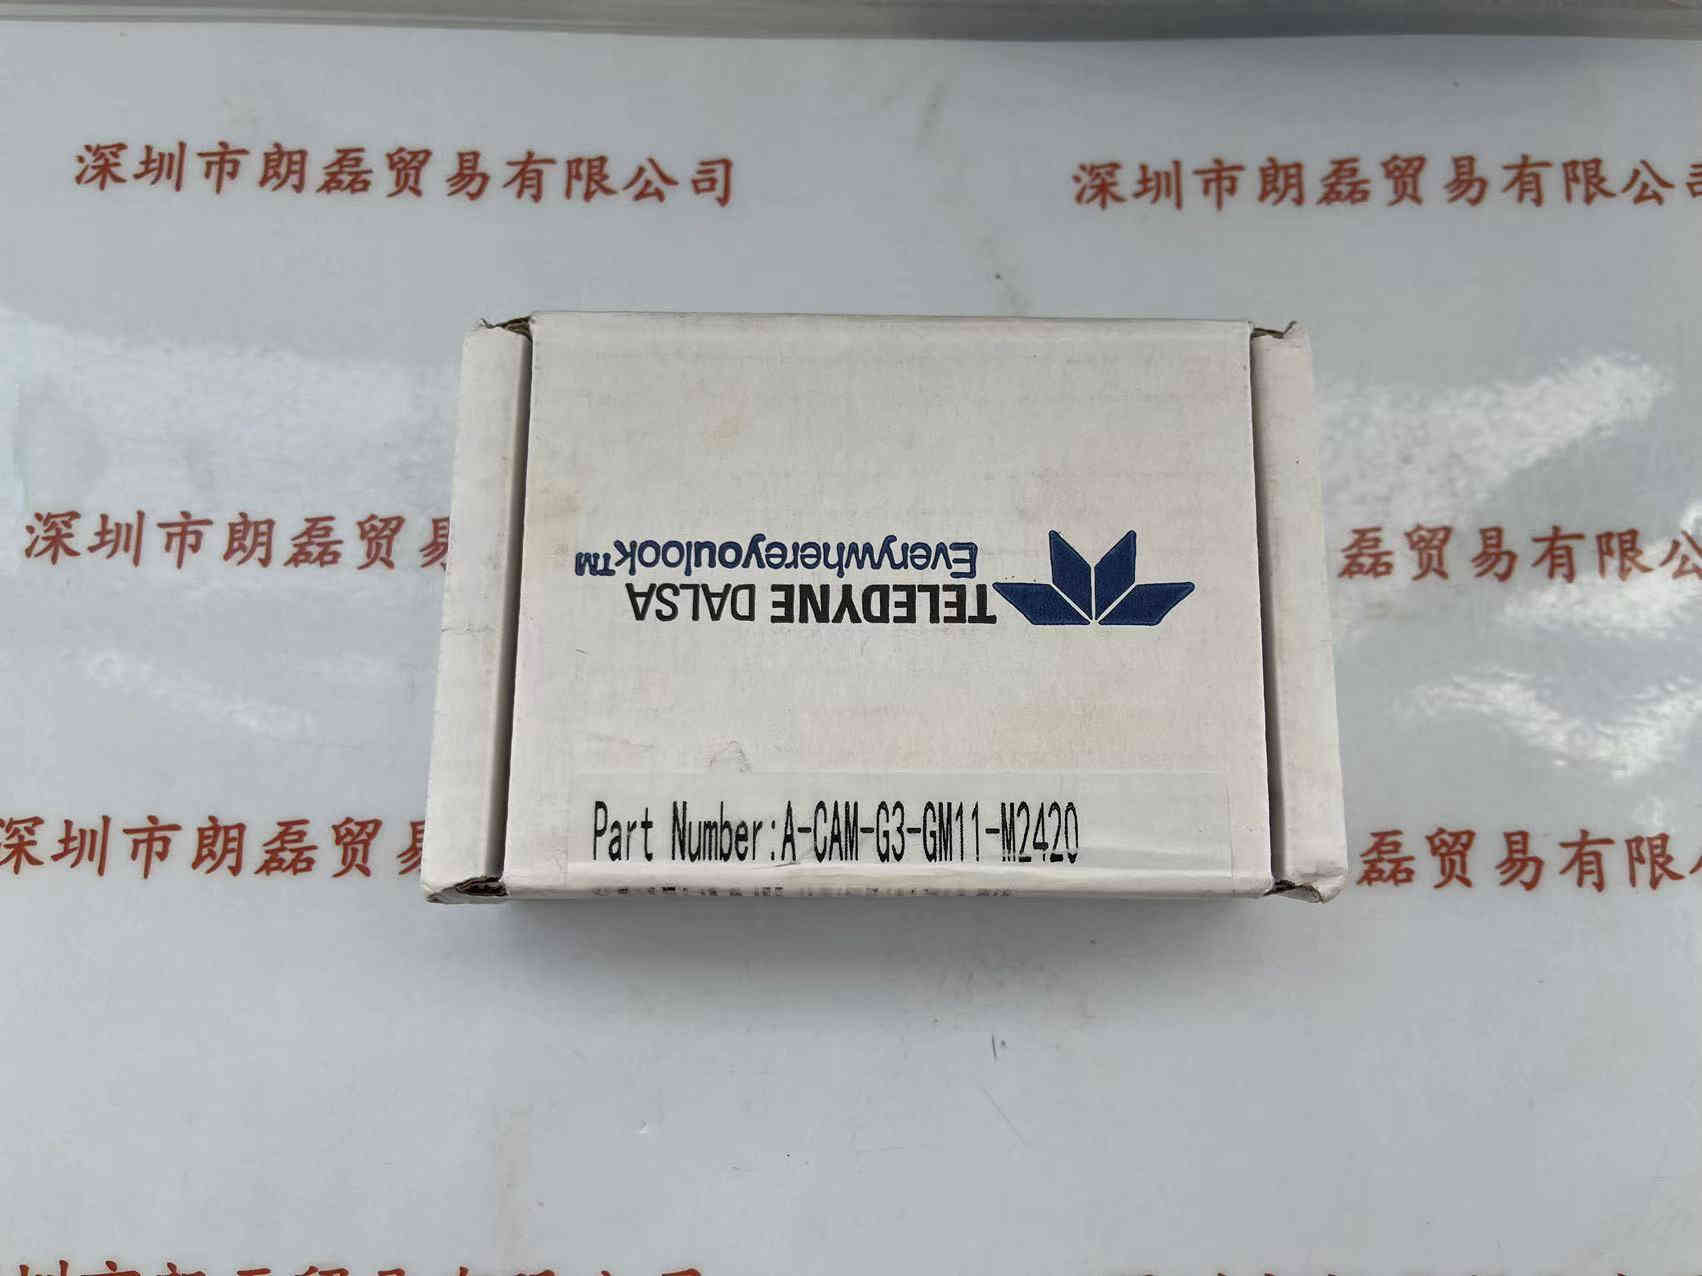 深圳市朗磊贸易有限公司
深圳市朗磊贸易有限公司
深圳市朗磊贸易
磊贸易有限公
TELEDYNE DALSA
Everywhereyoulook™
Part Number:A-CAM-G3-GM11-M2420
深圳市朗磊贸易
磊贸易有限